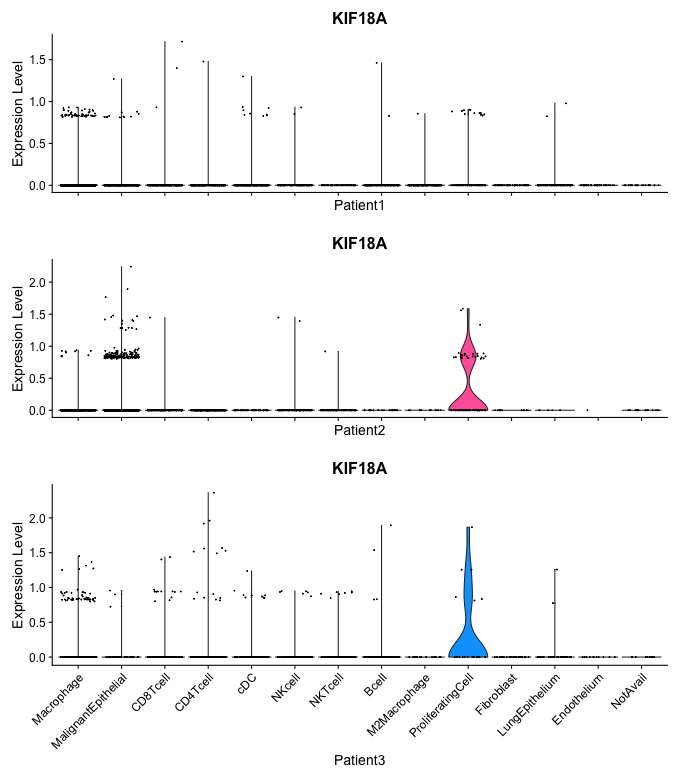 KIF18A
Expression Level
1.5
1.0
0.5
0.0
Patient1
KIF18A
Expression Level
2.0
1.5
1.0
0.5
0.0
Patient2
KIF18A
Expression Level
2.0
1.5
1.0
0.5
0.0
Macrophage
MalignantEpithelial
CD8Tcell
CD4Tcell
cDC
NKcell
NKTcell
Bcell
M2Macrophage
ProliferatingCell
Fibroblast
LungEpithelium
Endothelium
NotAvail
Patient3